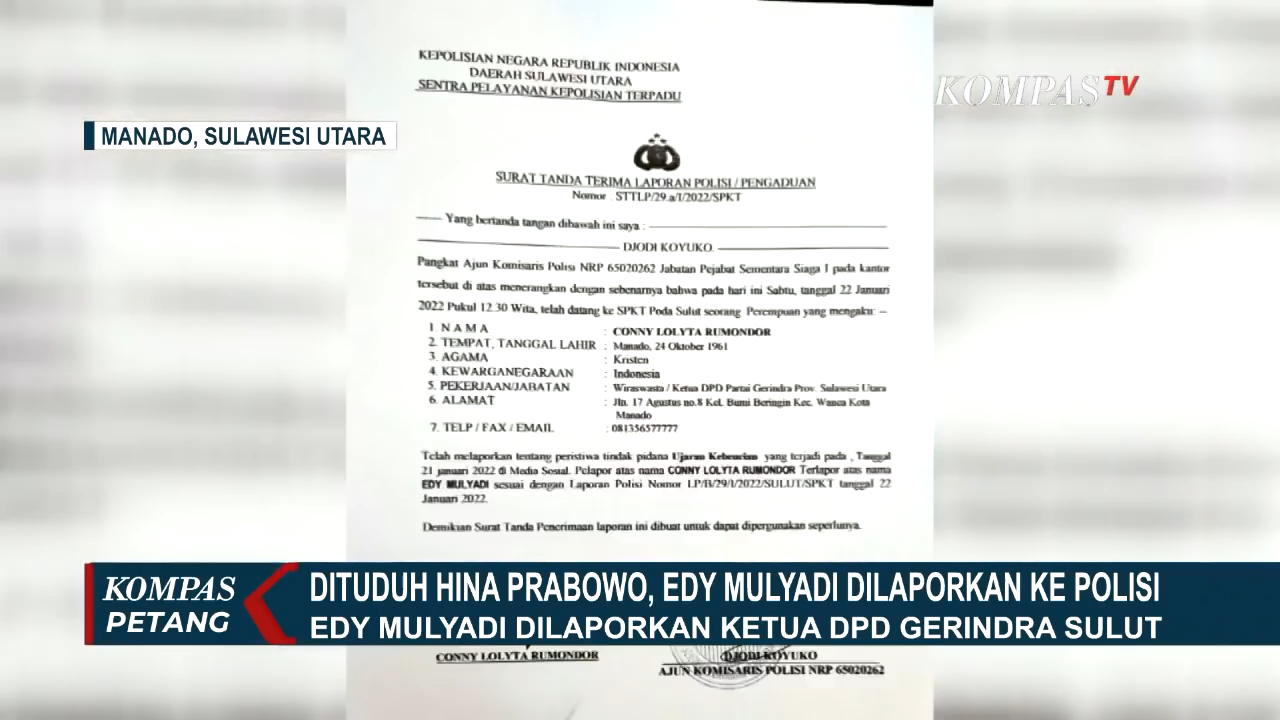 KEPOLISIAN NEGARA REPUBLIK INDONESIA
DAERAH SULAWESI UTARA
SENTRA PELAYANAN KEPOLISIAN TERPADU
KOMPAS TV
MANADO, SULAWESI UTARA
SURAT TANDA TERIMA LAPORAN POLISI / PENGADUAN
Nomor : STTLP/29.a/I/2022/SPKT
Yang bertanda tangan dibawah ini saya :
DJODI KOYUKO.
Pangkat Ajun Komisaris Polisi NRP 65020262 Jabatan Pejabat Sementara Siaga I pada kantor
tersebut di atas menerangkan dengan sebenarnya bahwa pada hari ini Sabtu, tanggal 22 Januari
2022 Pukul 12.30 Wita, telah datang ke SPKT Poda Sulut seorang Perempuan yang mengaku: –
1. N A M A : CONNY LOLYTA RUMONDOR
2. TEMPAT, TANGGAL LAHIR : Manado, 24 Oktober 1961
3. AGAMA : Kristen
4. KEWARGANEGARAAN : Indonesia
5. PEKERJAAN/JABATAN : Wiraswasta / Ketua DPD Partai Gerindra Prov. Sulawesi Utara
6. ALAMAT : Jln. 17 Agustus no.8 Kel. Bumi Beringin Kec. Wanea Kota
Manado
7. TELP / FAX / EMAIL : 081356577777
Telah melaporkan tentang peristiwa tindak pidana Ujaran Kebencian yang terjadi pada , Tanggal
21 januari 2022 di Media Sosial. Pelapor atas nama CONNY LOLYTA RUMONDOR Terlapor atas nama
EDY MULYADI sesuai dengan Laporan Polisi Nomor LP/B/29/I/2022/SULUT/SPKT tanggal 22
Januari 2022.
Demikian Surat Tanda Penerimaan laporan ini dibuat untuk dapat dipergunakan seperlunya.
KOMPAS PETANG
DITUDUH HINA PRABOWO, EDY MULYADI DILAPORKAN KE POLISI
EDY MULYADI DILAPORKAN KETUA DPD GERINDRA SULUT
CONNY LOLYTA RUMONDOR
DJODI KOYUKO
AJUN KOMISARIS POLISI NRP 65020262